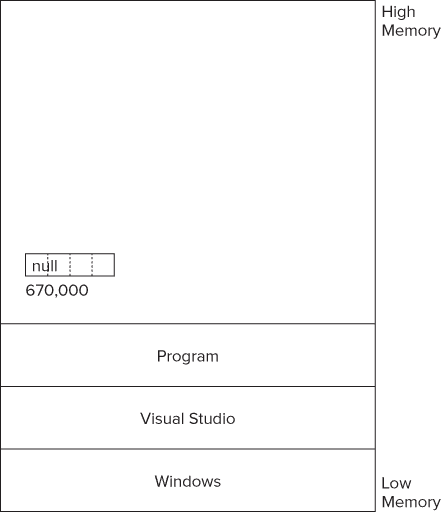 High
Memory
null
670,000
Program
Visual Studio
Windows
Low
Memory